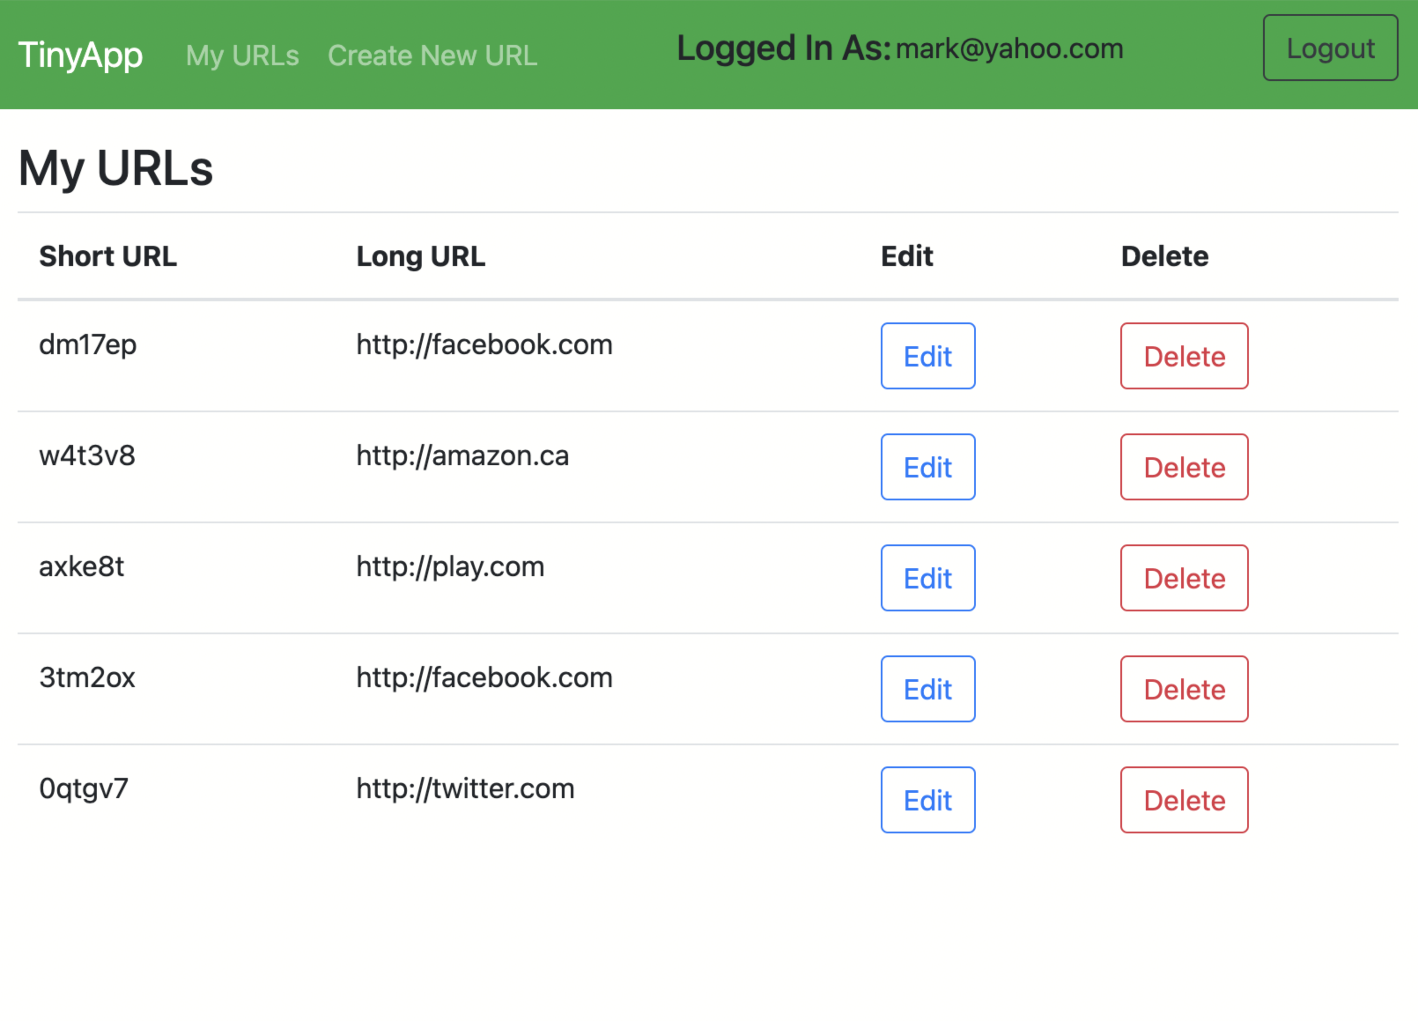 TinyApp My URLs Create New URL Logged In As: mark@yahoo.com Logout
My URLs
Short URL Long URL Edit Delete
dm17ep http://facebook.com Edit Delete
w4t3v8 http://amazon.ca Edit Delete
axke8t http://play.com Edit Delete
3tm2ox http://facebook.com Edit Delete
0qtgv7 http://twitter.com Edit Delete